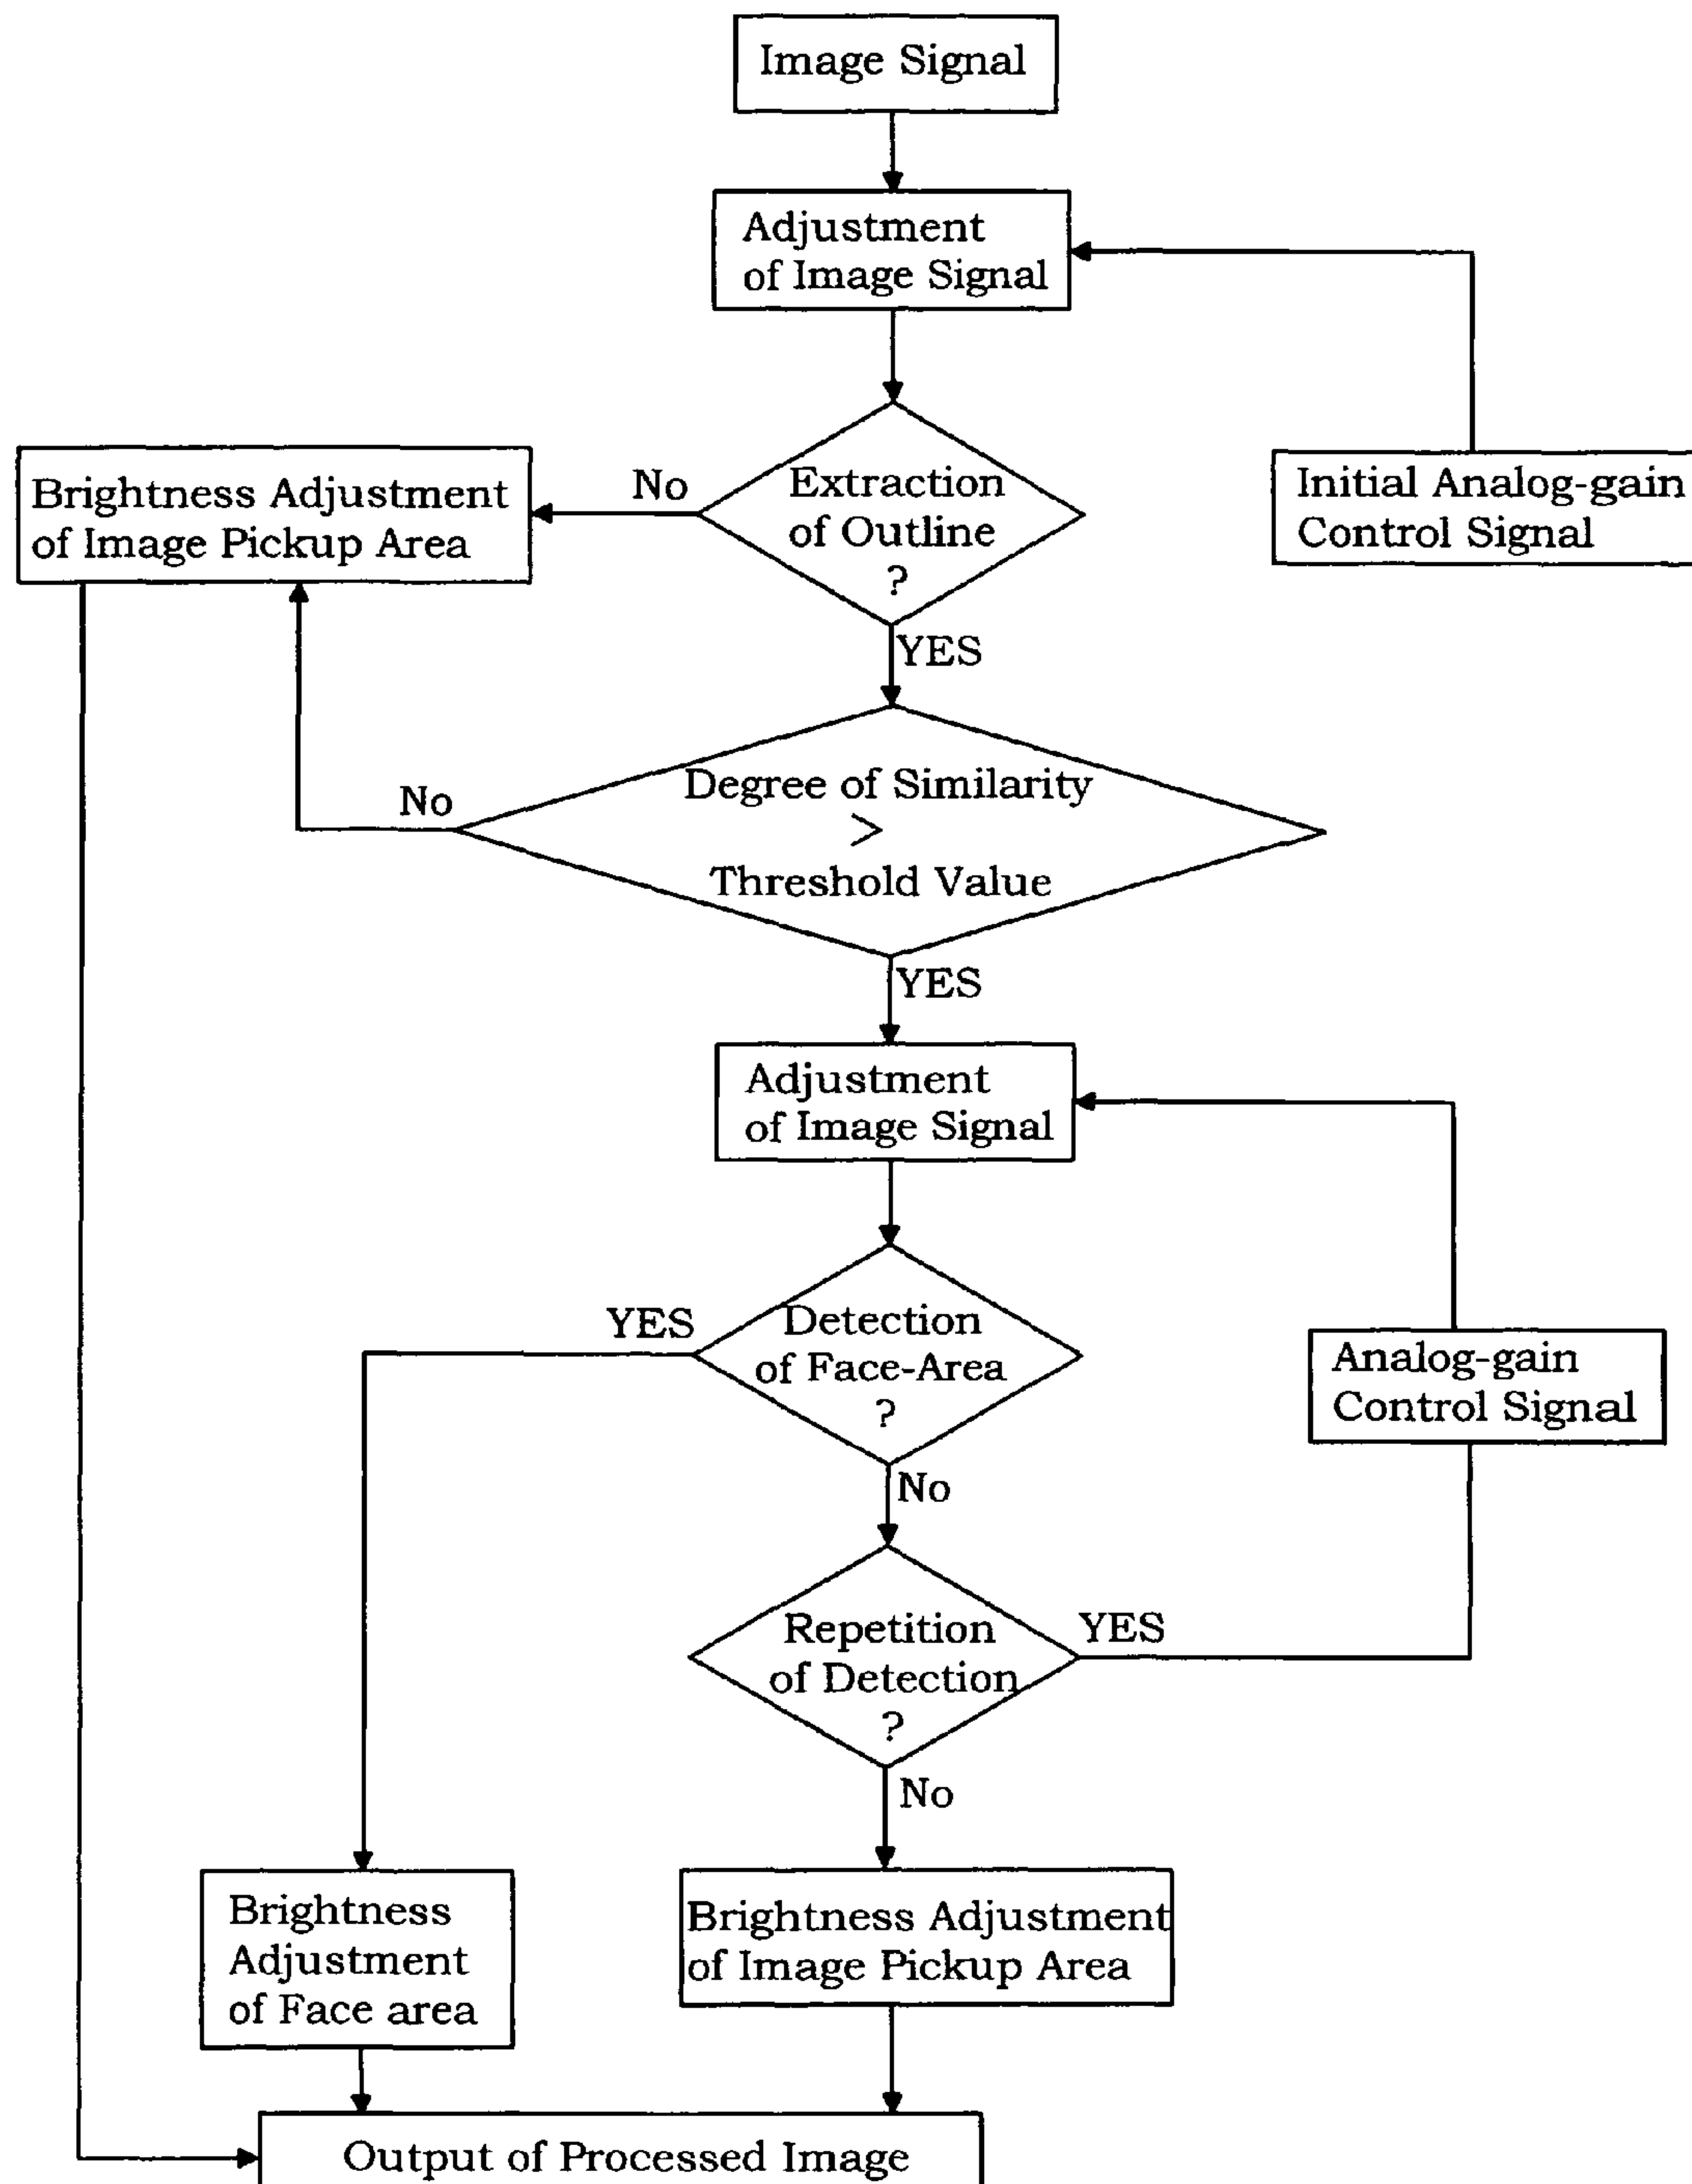 Image Signal
Adjustment
of Image Signal
Initial Analog-gain
Control Signal
Extraction
of Outline
?
No
Brightness Adjustment
of Image Pickup Area
YES
Degree of Similarity
>
Threshold Value
No
YES
Adjustment
of Image Signal
Detection
of Face-Area
?
YES
Analog-gain
Control Signal
No
Repetition
of Detection
?
YES
No
Brightness
Adjustment
of Face area
Brightness Adjustment
of Image Pickup Area
Output of Processed Image